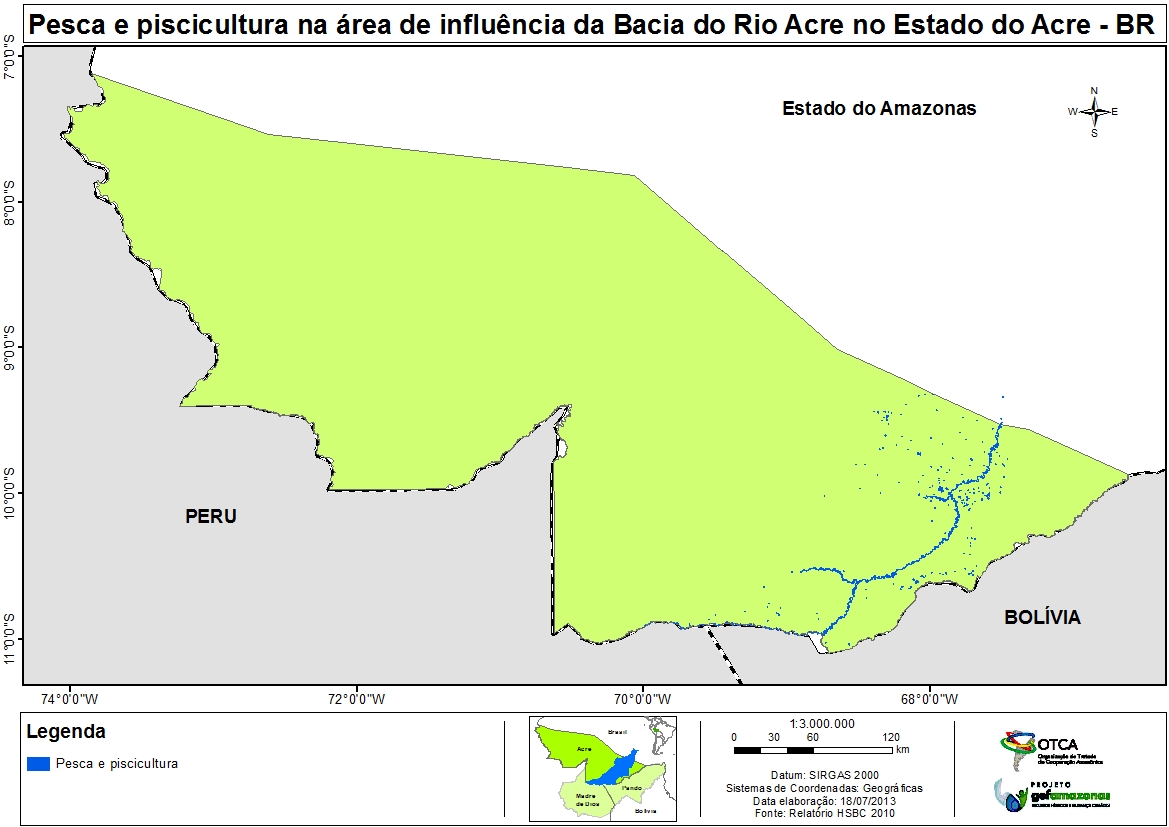 Pesca e piscicultura na área de influência da Bacia do Rio Acre no Estado do Acre - BR
7°0'0"S
8°0'0"S
9°0'0"S
10°0'0"S
11°0'0"S
Estado do Amazonas
N
W E
S
PERU
BOLÍVIA
74°0'0"W 72°0'0"W 70°0'0"W 68°0'0"W
Legenda
Pesca e piscicultura
Brasil
Acre
Pando
Madre
de Dios
Bolívia
1:3.000.000
0 30 60 120
km
Datum: SIRGAS 2000
Sistemas de Coordenadas: Geográficas
Data elaboração: 18/07/2013
Fonte: Relatório HSBC 2010
OTCA
Organização do Tratado
de Cooperação Amazônica
PROJETO
gefamazonas